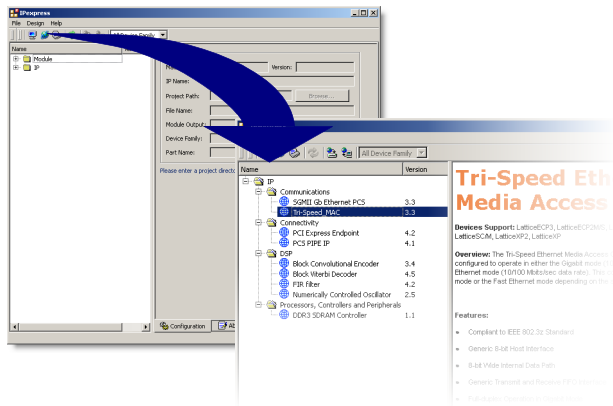 IPexpress
File Design Help
All Device Family
Name
Module
IP
Version:
IP Name:
Project Path:
Browse...
File Name:
Module Output:
Device Family:
Part Name:
Please enter a project directo
Configuration
All Device Family
Name Version
IP
Communications
SGMII Gb Ethernet PCS 3.3
Tri-Speed_MAC 3.3
Connectivity
PCI Express Endpoint 4.2
PCS PIPE IP 4.1
DSP
Block Convolutional Encoder 3.4
Block Viterbi Decoder 4.5
FIR filter 4.2
Numerically Controlled Oscillator 2.5
Processors, Controllers and Peripherals
DDR3 SDRAM Controller 1.1
Tri-Speed Eth
Media Access
Devices Support: LatticeECP3, LatticeECP2M/S,
LatticeSC/M, LatticeXP2, LatticeXP
Overview: The Tri-Speed Ethernet Media Access
configured to operate in either the Gigabit mode (10
Ethernet mode (10/100 Mbits/sec data rate). This
mode or the Fast Ethernet mode depending on the
Features:
Compliant to IEEE 802.3z Standard
Generic 8-bit Host Interface
8-bit Wide Internal Data Path
Generic Transmit and Receive FIFO Interface